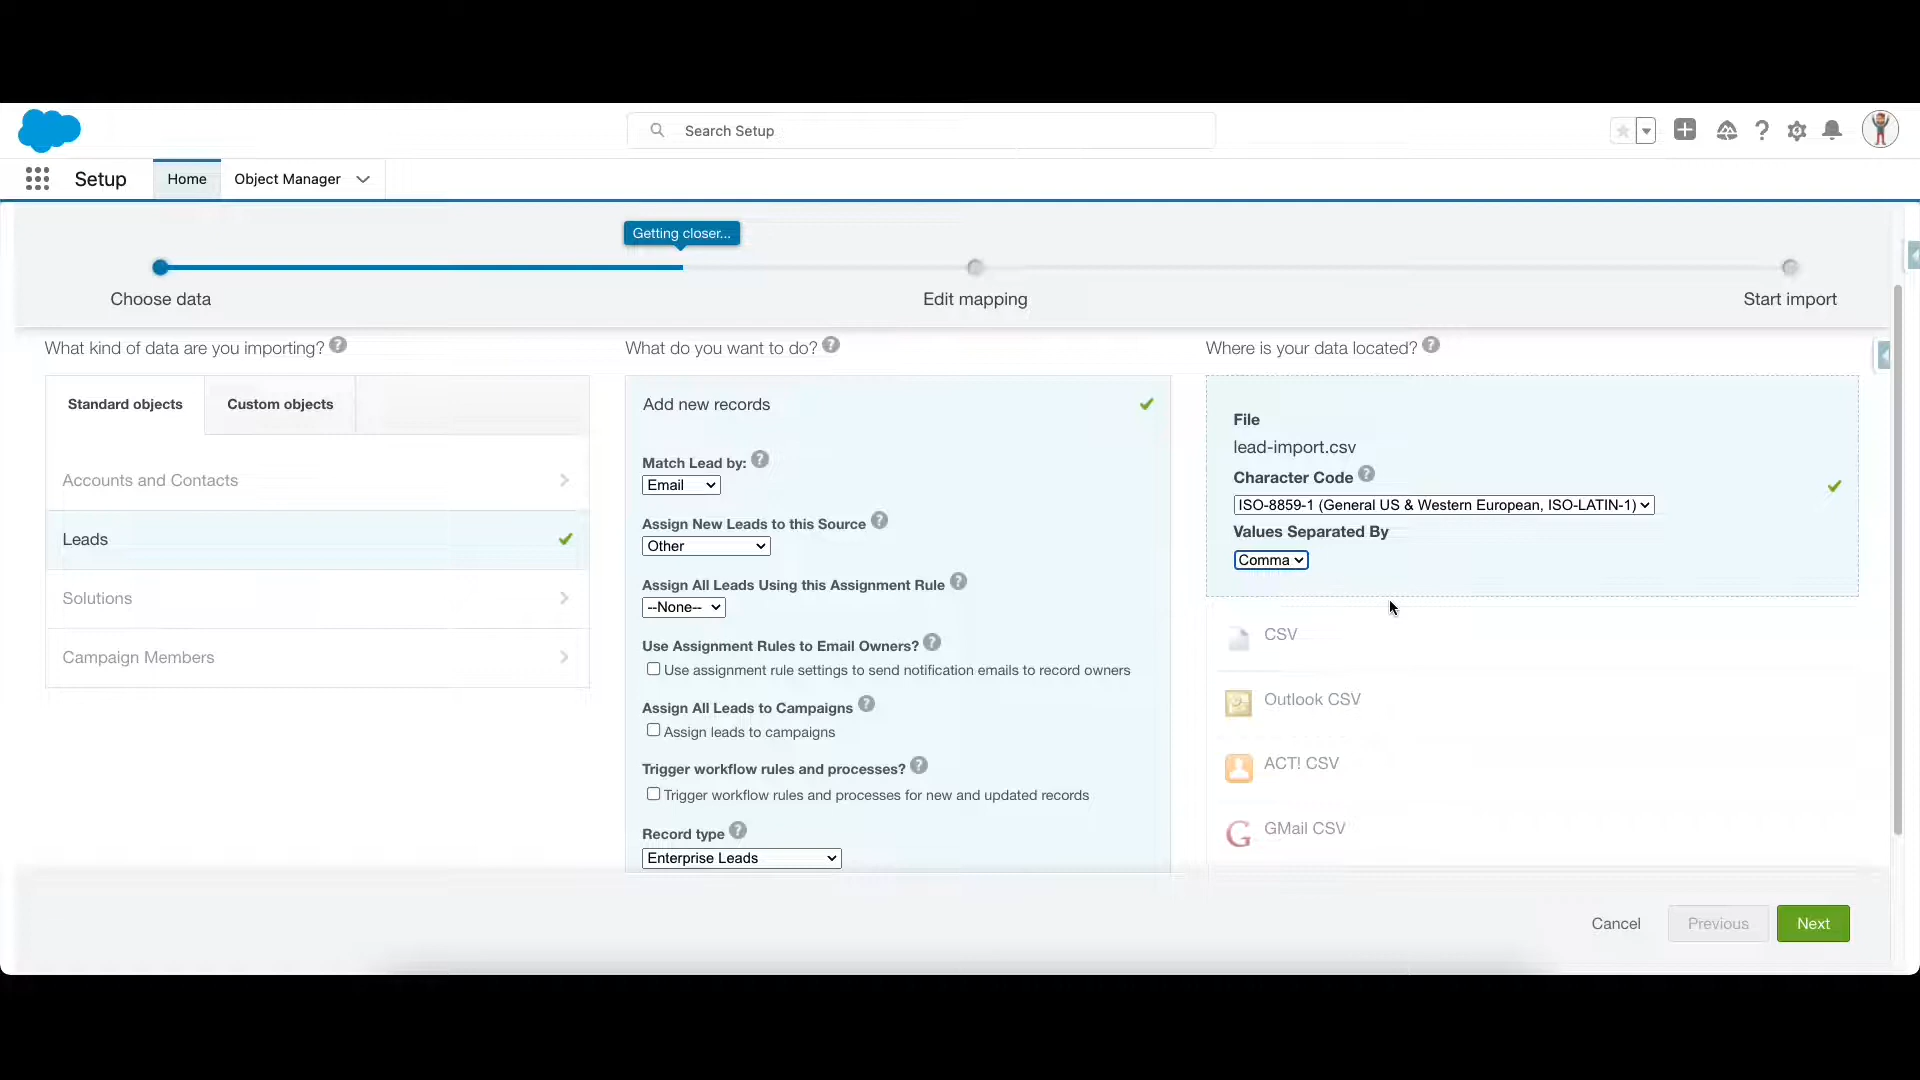 Search Setup
Setup
Home
Object Manager
Getting closer...
Choose data
Edit mapping
Start import
What kind of data are you importing?
Standard objects
Custom objects
Accounts and Contacts
Leads
Solutions
Campaign Members
What do you want to do?
Add new records
Match Lead by:
Email
Assign New Leads to this Source
Other
Assign All Leads Using this Assignment Rule
--None--
Use Assignment Rules to Email Owners?
Use assignment rule settings to send notification emails to record owners
Assign All Leads to Campaigns
Assign leads to campaigns
Trigger workflow rules and processes?
Trigger workflow rules and processes for new and updated records
Record type
Enterprise Leads
Where is your data located?
File
lead-import.csv
Character Code
ISO-8859-1 (General US & Western European, ISO-LATIN-1)
Values Separated By
Comma
CSV
Outlook CSV
ACT! CSV
GMail CSV
Cancel
Previous
Next